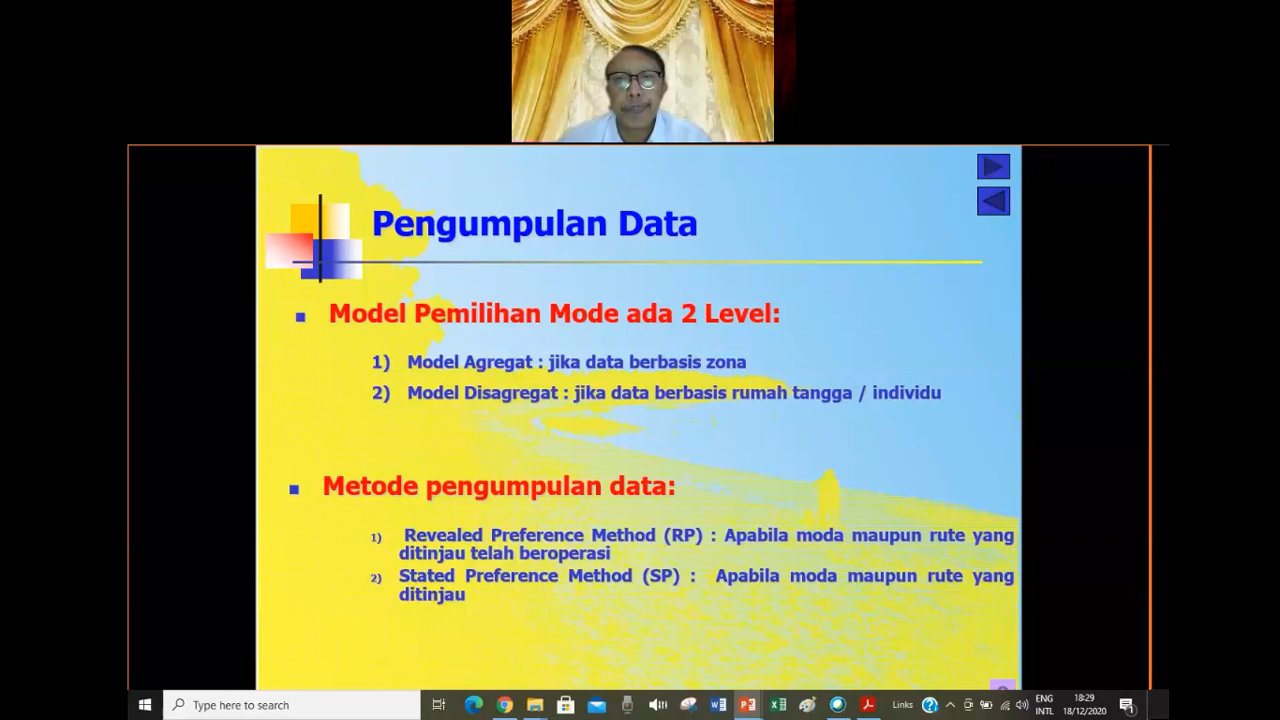 Pengumpulan Data
Model Pemilihan Mode ada 2 Level:
1) Model Agregat : jika data berbasis zona
2) Model Disagregat : jika data berbasis rumah tangga / individu
Metode pengumpulan data:
1) Revealed Preference Method (RP) : Apabila moda maupun rute yang
ditinjau telah beroperasi
2) Stated Preference Method (SP) : Apabila moda maupun rute yang
ditinjau
Type here to search
Links
ENG
INTL
18:29
18/12/2020